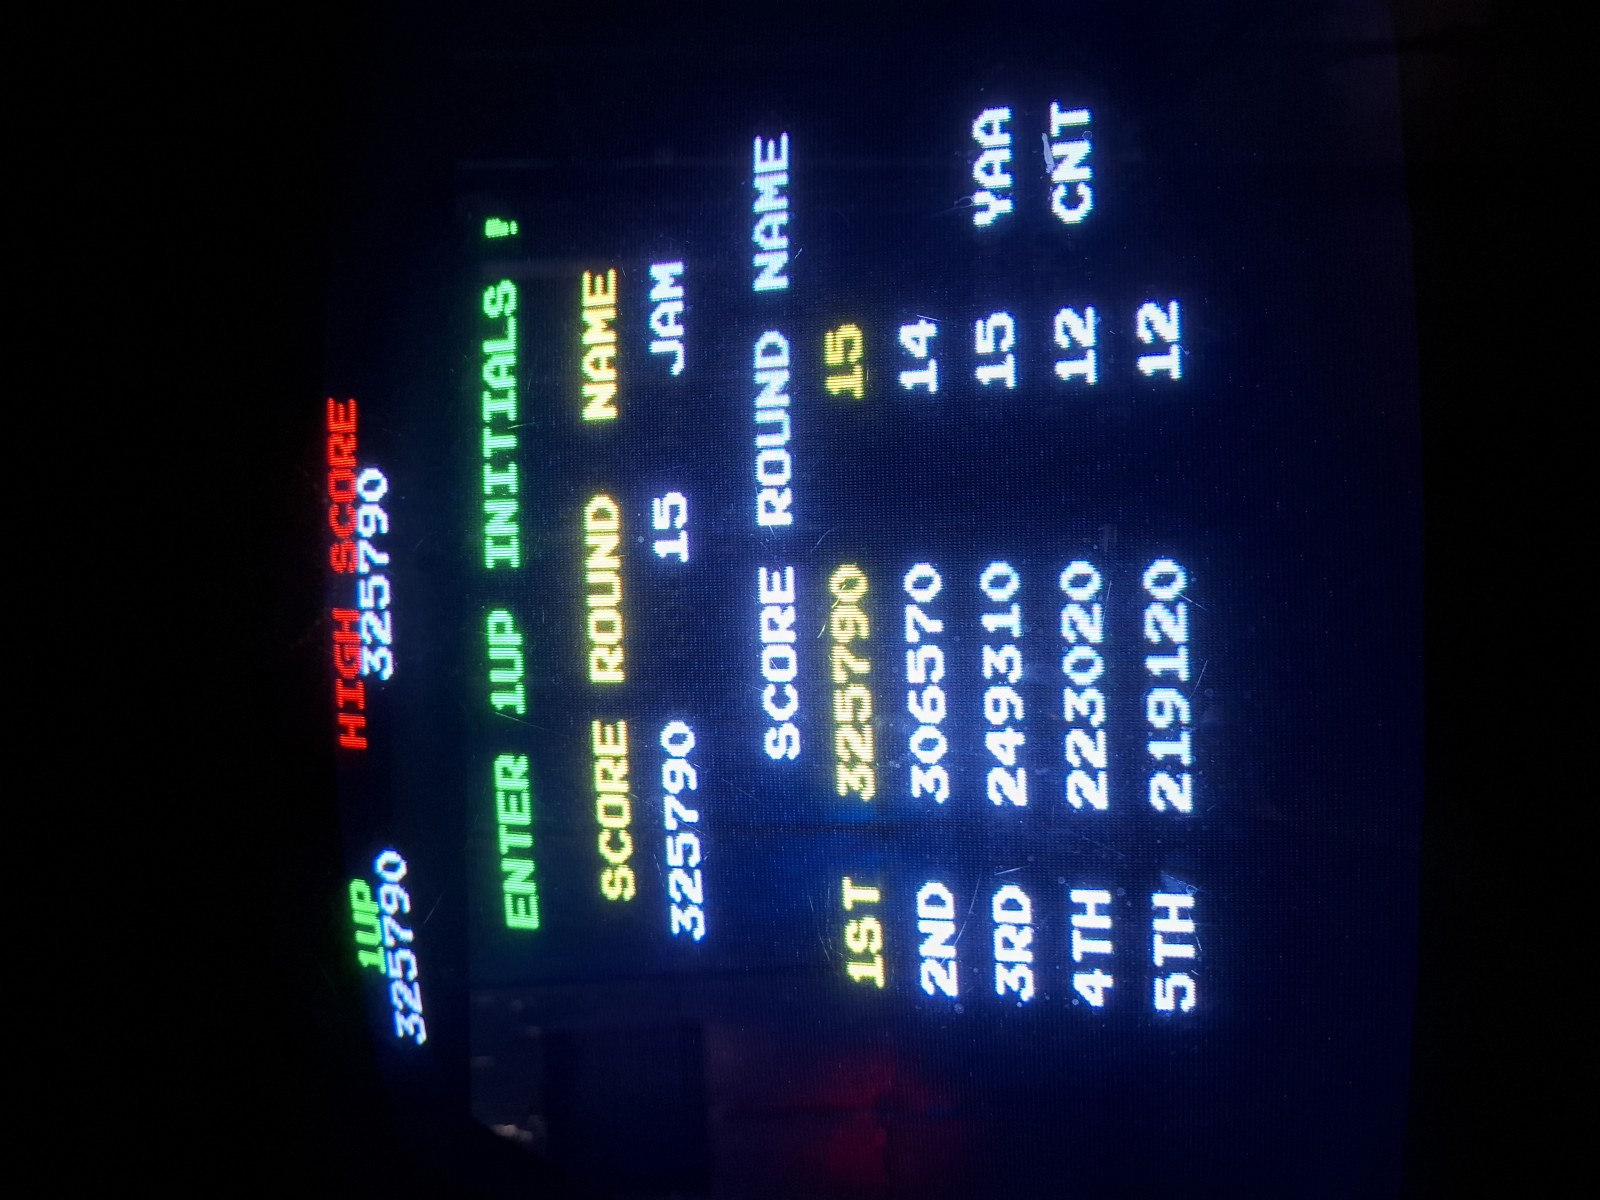 1UP HIGH SCORE
325790 325790
ENTER 1UP INITIALS !
SCORE ROUND NAME
325790 15 JAM
SCORE ROUND NAME
1ST 325790 15
2ND 306570 14
3RD 249310 15 YAA
4TH 223020 12 CNT
5TH 219120 12